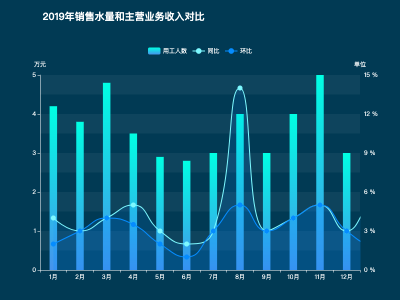 2019年销售水量和主营业务收入对比
用工人数 同比 环比
万元 单位
5 15 %
4 12 %
3 9 %
2 6 %
1 3 %
0 0 %
1月 2月 3月 4月 5月 6月 7月 8月 9月 10月 11月 12月